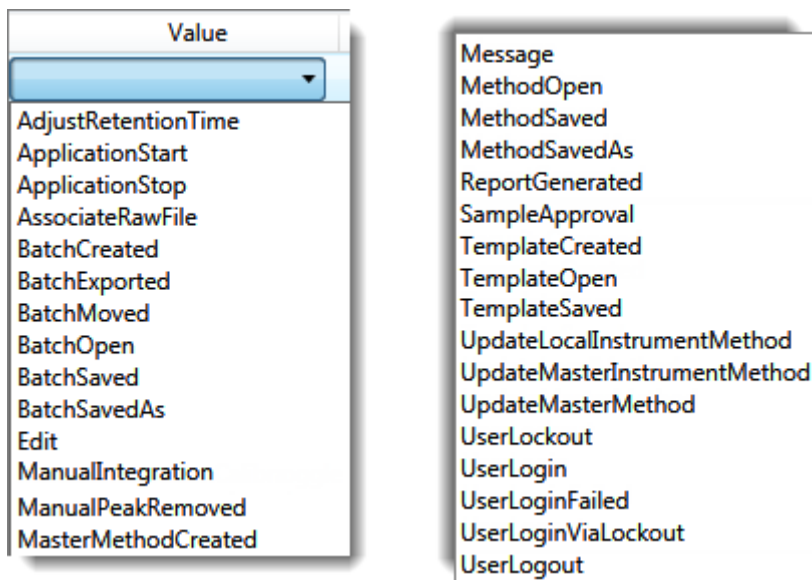 Value
AdjustRetentionTime
ApplicationStart
ApplicationStop
AssociateRawFile
BatchCreated
BatchExported
BatchMoved
BatchOpen
BatchSaved
BatchSavedAs
Edit
ManualIntegration
ManualPeakRemoved
MasterMethodCreated
Message
MethodOpen
MethodSaved
MethodSavedAs
ReportGenerated
SampleApproval
TemplateCreated
TemplateOpen
TemplateSaved
UpdateLocalInstrumentMethod
UpdateMasterInstrumentMethod
UpdateMasterMethod
UserLockout
UserLogin
UserLoginFailed
UserLoginViaLockout
UserLogout